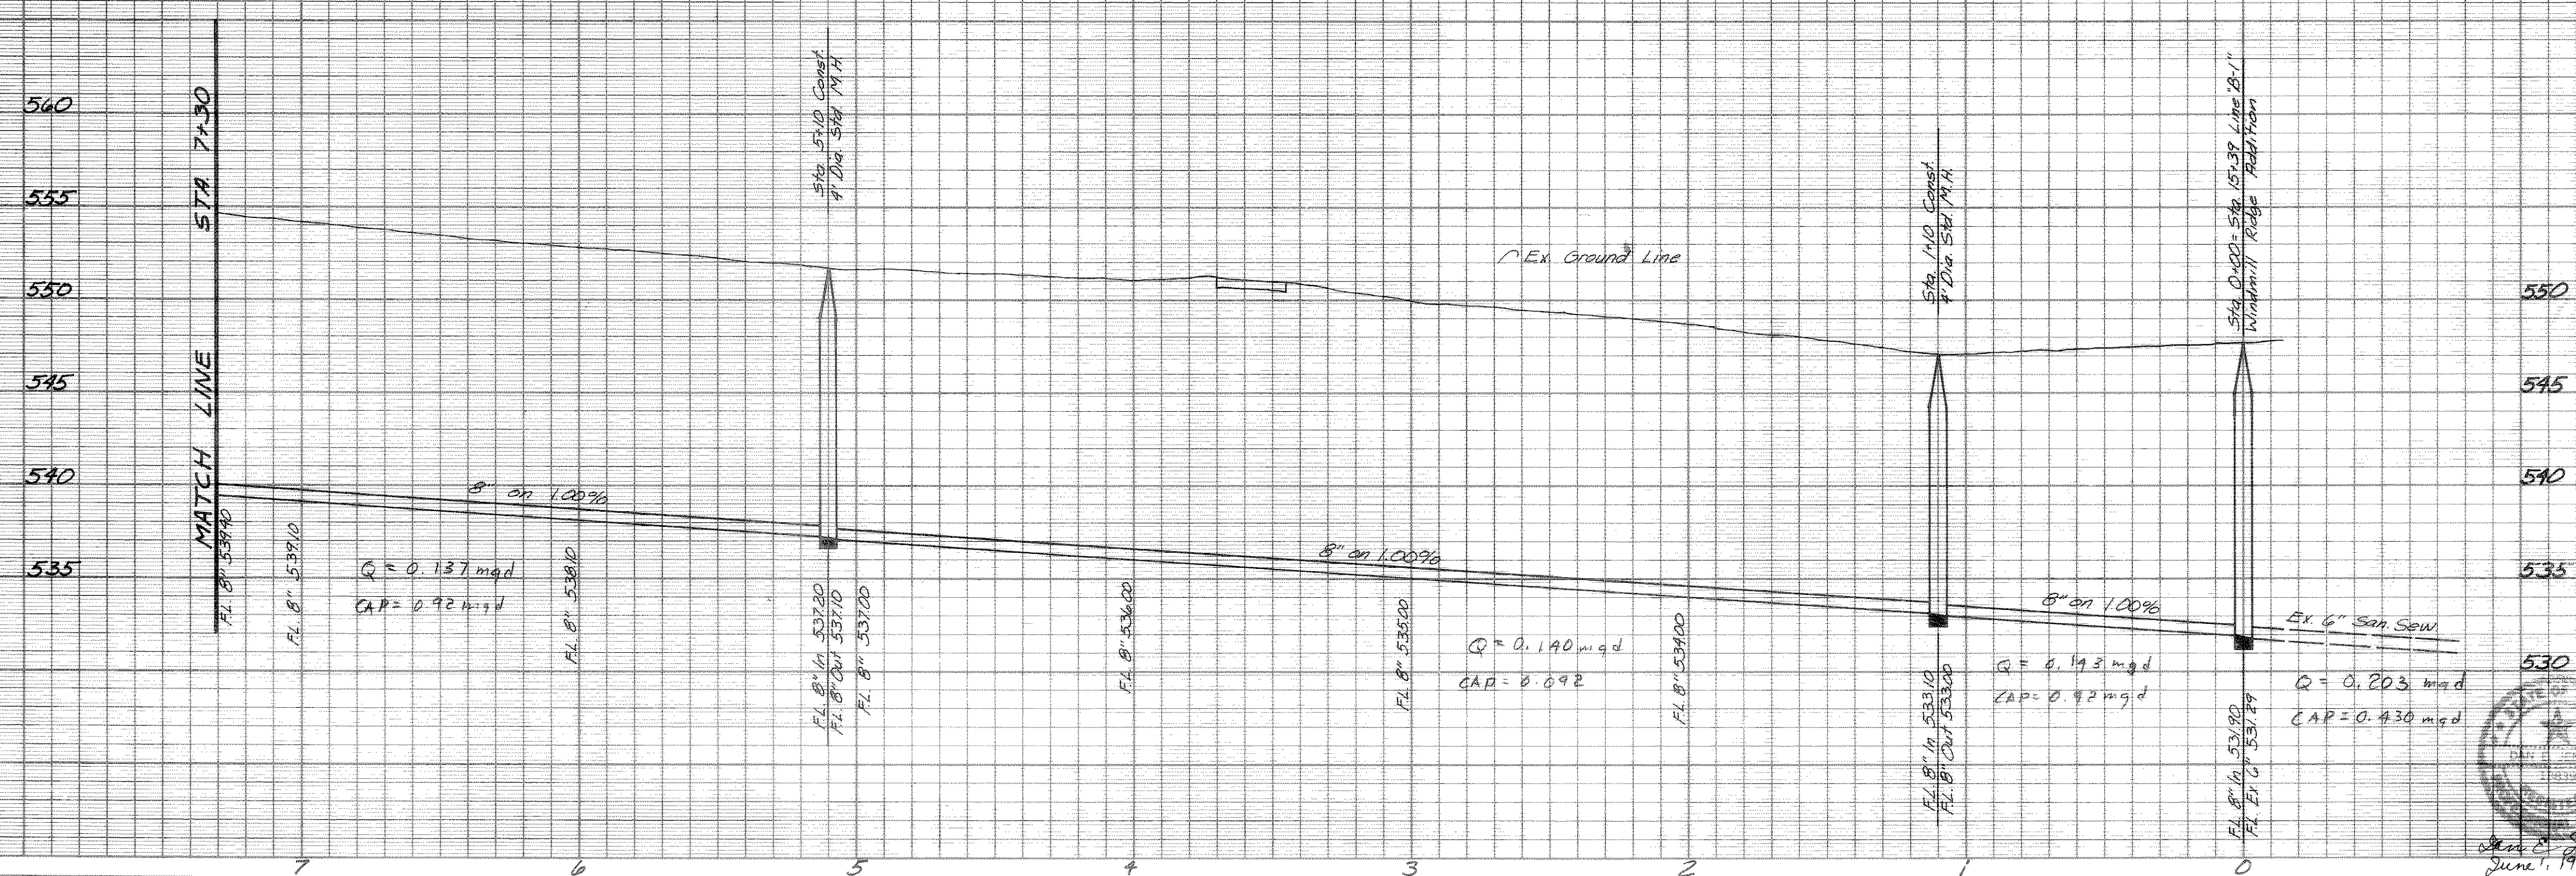 560
555
550
545
540
535
MATCH LINE STA. 7+30
Sta. 5+10 Const.
4' Dia. Std. M.H.
Ex. Ground Line
Sta. 1+10 Const.
4' Dia. Std. M.H.
Sta. 0+00 = Sta. 15+39 Line "B-1"
Windmill Ridge Addition
550
545
540
535
530
8" on 1.00%
8" on 1.00%
8" on 1.00%
Ex. 6" San. Sew.
F.L. 8" 539.40
F.L. 8" 539.10
Q = 0.137 mgd
CAP = 0.92 mgd
F.L. 8" 538.10
F.L. 8" In 537.20
F.L. 8" Out 537.10
F.L. 8" 537.00
F.L. 8" 536.00
F.L. 8" 535.00
Q = 0.140 mgd
CAP = 0.092
F.L. 8" 534.00
F.L. 8" In 533.10
F.L. 8" Out 533.00
Q = 0.143 mgd
CAP = 0.92 mgd
F.L. 8" In 531.90
F.L. Ex. 6" 531.29
Q = 0.203 mgd
CAP = 0.430 mgd
STATE OF
June 1, 19
7 6 5 4 3 2 1 0